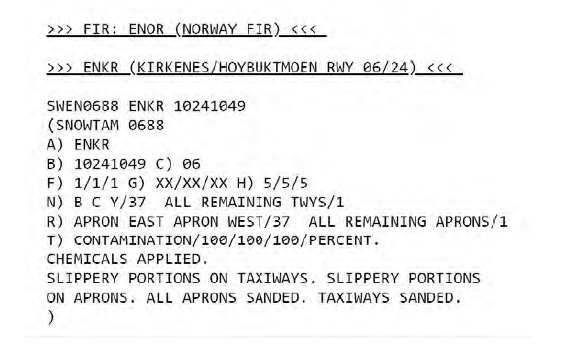 >>> FIR: ENOR (NORWAY FIR) <<<
>>> ENKR (KIRKENES/HOYBUKTMOEN RWY 06/24) <<<
SWEN0688 ENKR 10241049
(SNOWTAM 0688
A) ENKR
B) 10241049 C) 06
F) 1/1/1 G) XX/XX/XX H) 5/5/5
N) B C Y/37  ALL REMAINING TWYS/1
R) APRON EAST APRON WEST/37  ALL REMAINING APRONS/1
T) CONTAMINATION/100/100/100/PERCENT.
CHEMICALS APPLIED.
SLIPPERY PORTIONS ON TAXIWAYS. SLIPPERY PORTIONS
ON APRONS. ALL APRONS SANDED. TAXIWAYS SANDED.
)